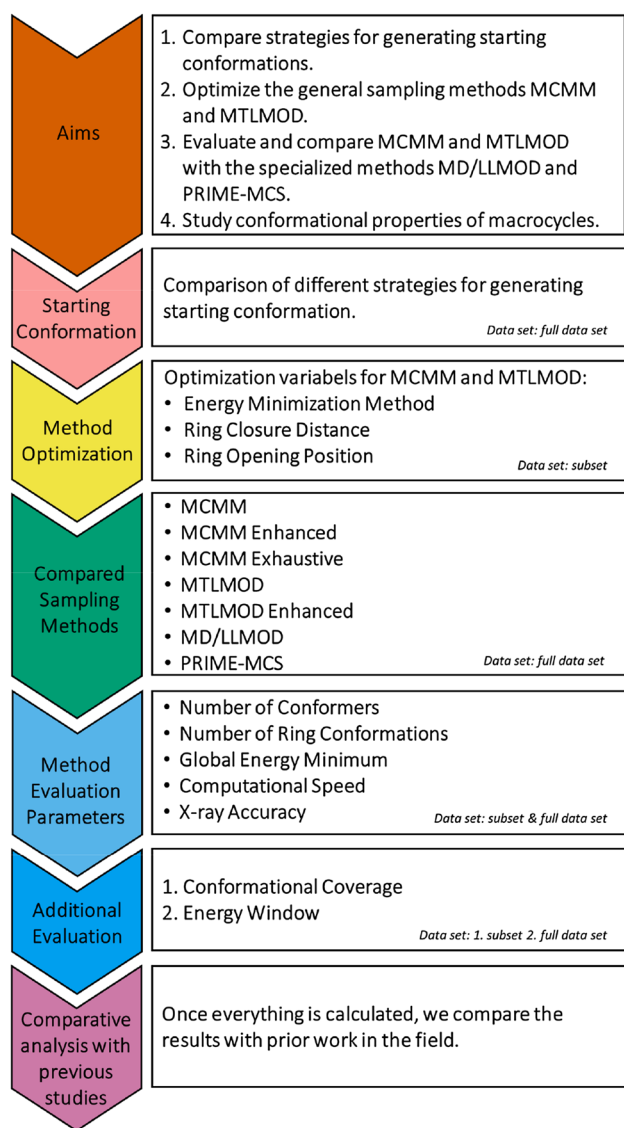 Aims
1. Compare strategies for generating starting
conformations.
2. Optimize the general sampling methods MCMM
and MTLMOD.
3. Evaluate and compare MCMM and MTLMOD
with the specialized methods MD/LLMOD and
PRIME-MCS.
4. Study conformational properties of macrocycles.
Starting
Conformation
Comparison of different strategies for generating
starting conformation.
Data set: full data set
Method
Optimization
Optimization variabels for MCMM and MTLMOD:
• Energy Minimization Method
• Ring Closure Distance
• Ring Opening Position
Data set: subset
Compared
Sampling
Methods
• MCMM
• MCMM Enhanced
• MCMM Exhaustive
• MTLMOD
• MTLMOD Enhanced
• MD/LLMOD
• PRIME-MCS
Data set: full data set
Method
Evaluation
Parameters
• Number of Conformers
• Number of Ring Conformations
• Global Energy Minimum
• Computational Speed
• X-ray Accuracy
Data set: subset & full data set
Additional
Evaluation
1. Conformational Coverage
2. Energy Window
Data set: 1. subset 2. full data set
Comparative
analysis with
previous
studies
Once everything is calculated, we compare the
results with prior work in the field.